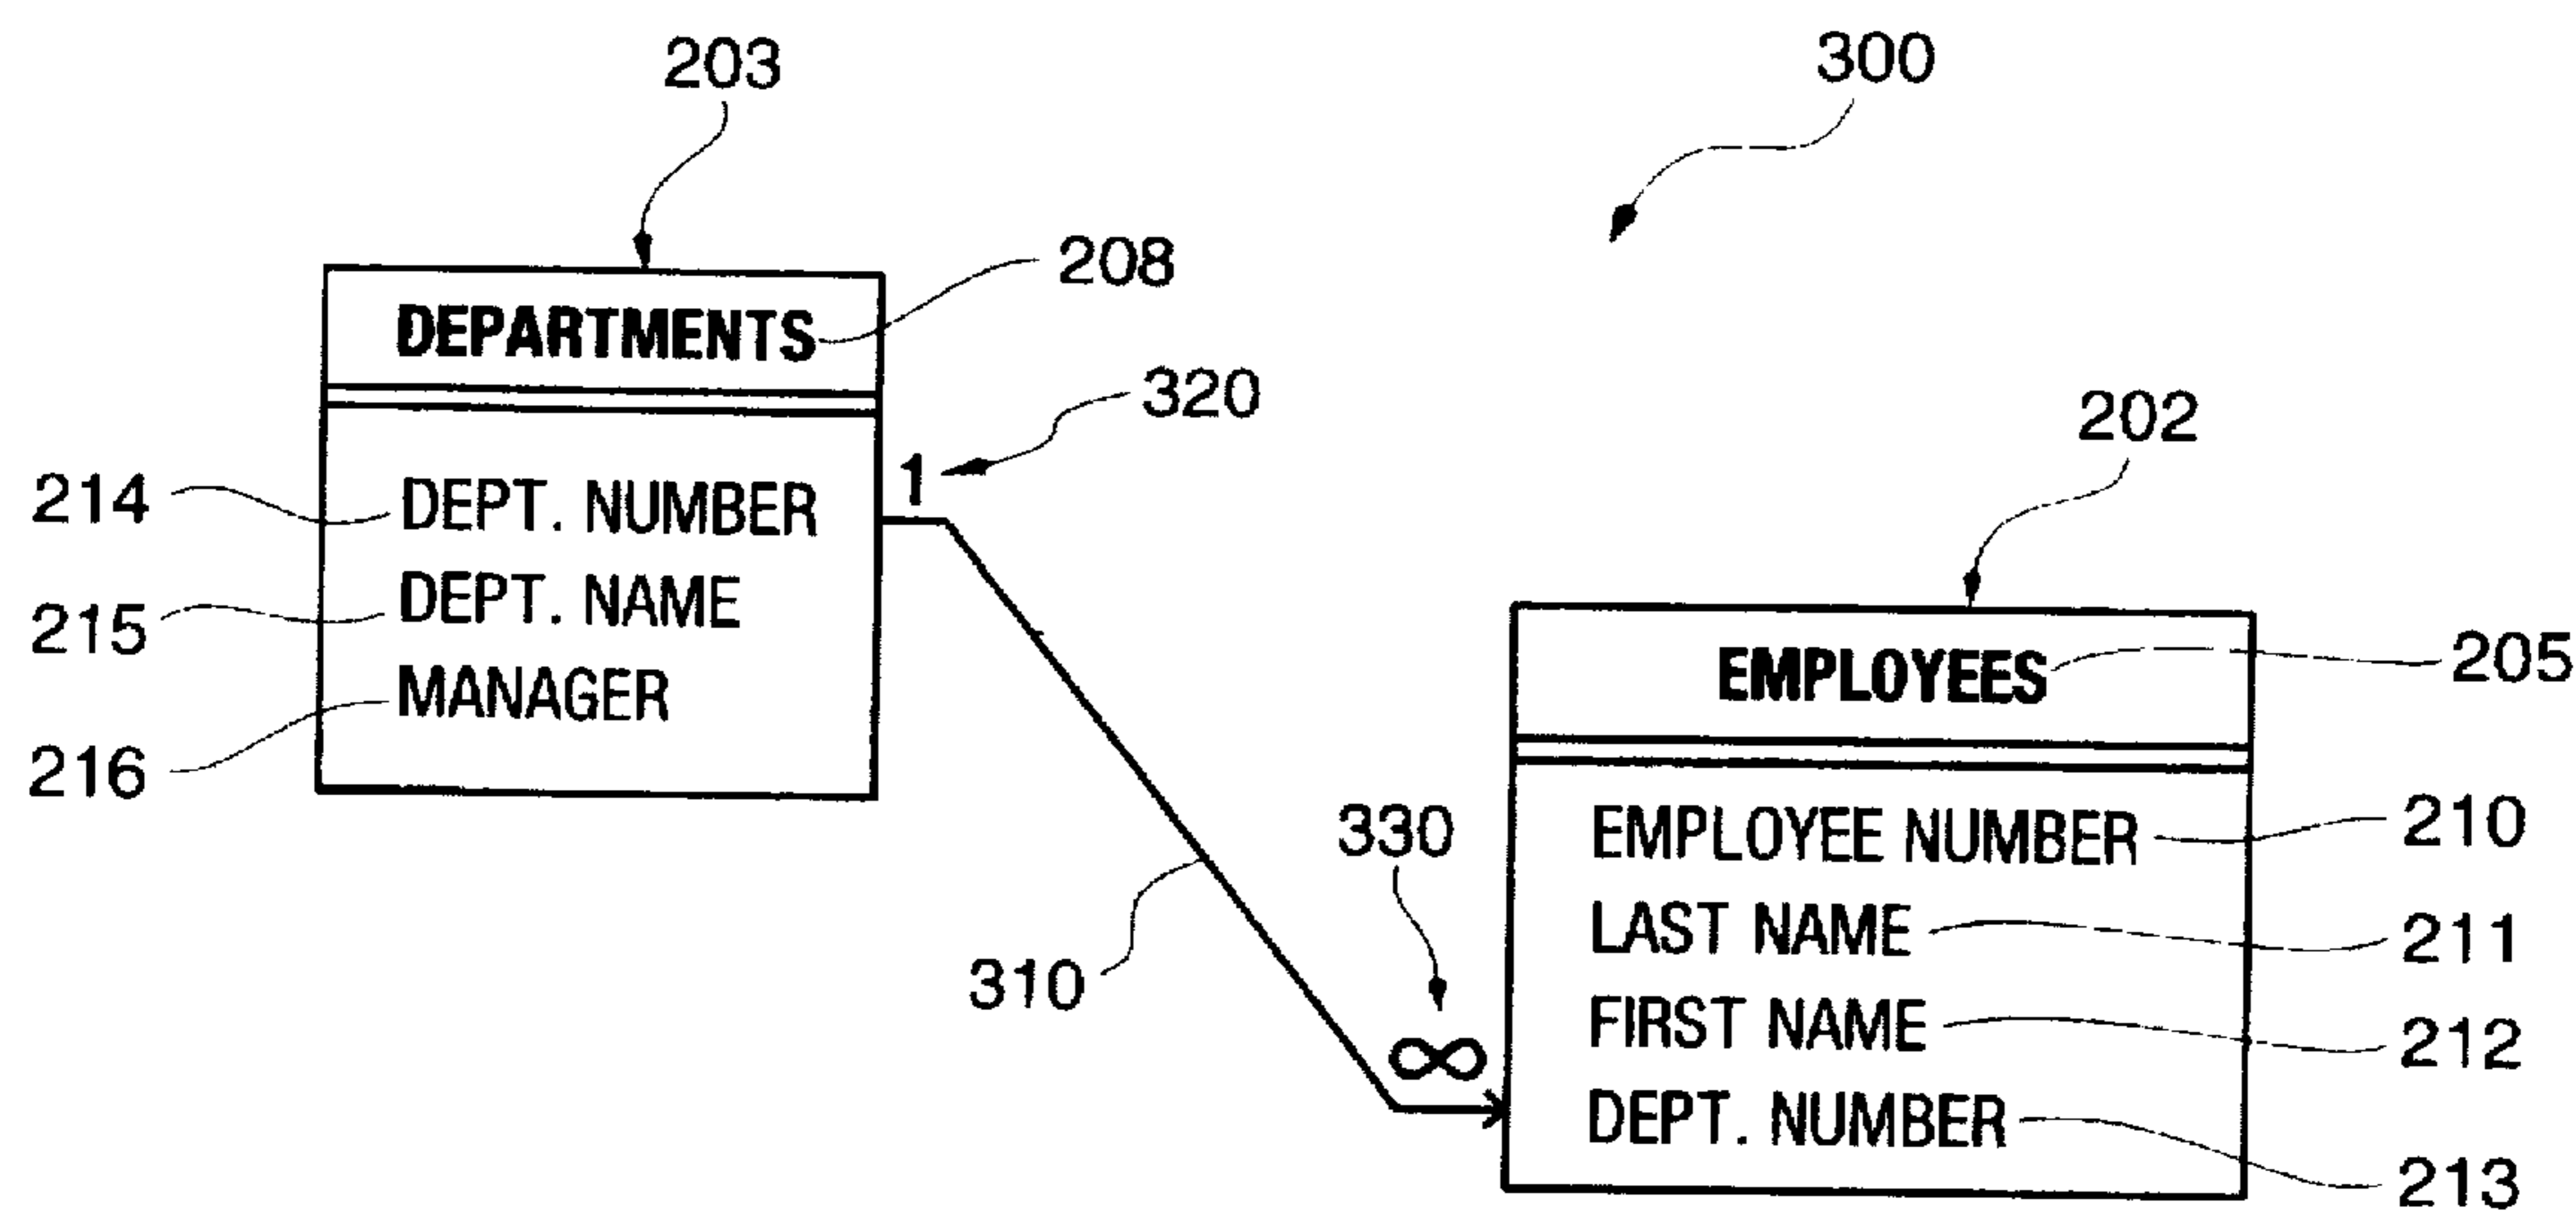 203
300
208
DEPARTMENTS
320
1
214
DEPT. NUMBER
215
DEPT. NAME
216
MANAGER
310
330
∞
202
EMPLOYEES
205
EMPLOYEE NUMBER
210
LAST NAME
211
FIRST NAME
212
DEPT. NUMBER
213